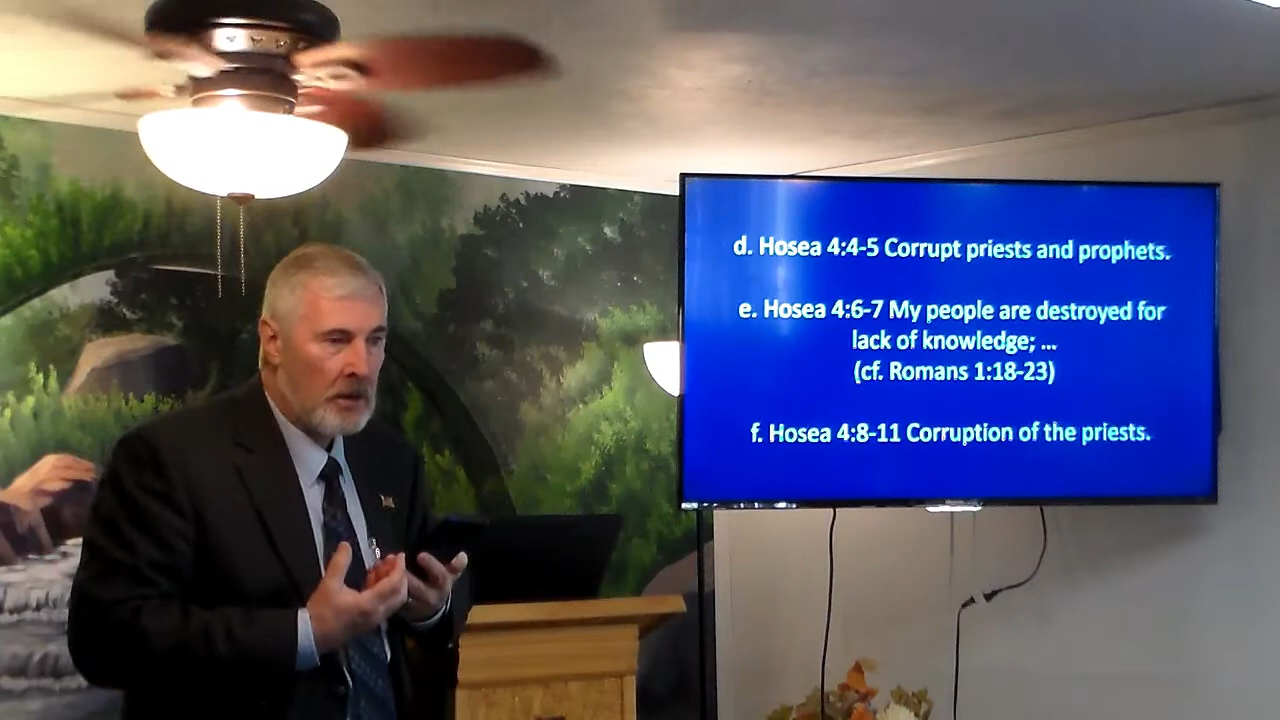 d. Hosea 4:4-5 Corrupt priests and prophets.
e. Hosea 4:6-7 My people are destroyed for
lack of knowledge; ...
(cf. Romans 1:18-23)
f. Hosea 4:8-11 Corruption of the priests.